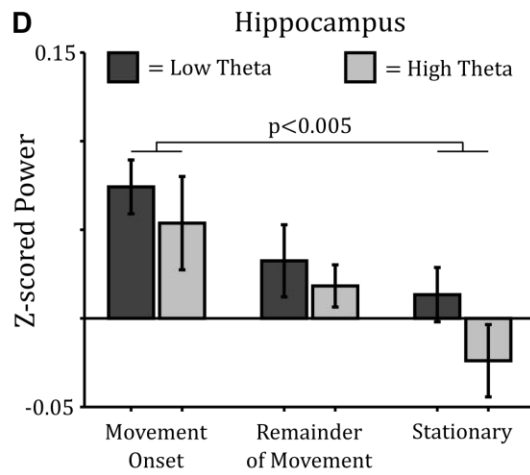 D
Hippocampus
0.15
= Low Theta
= High Theta
p<0.005
Z-scored Power
-0.05
Movement
Onset
Remainder
of Movement
Stationary